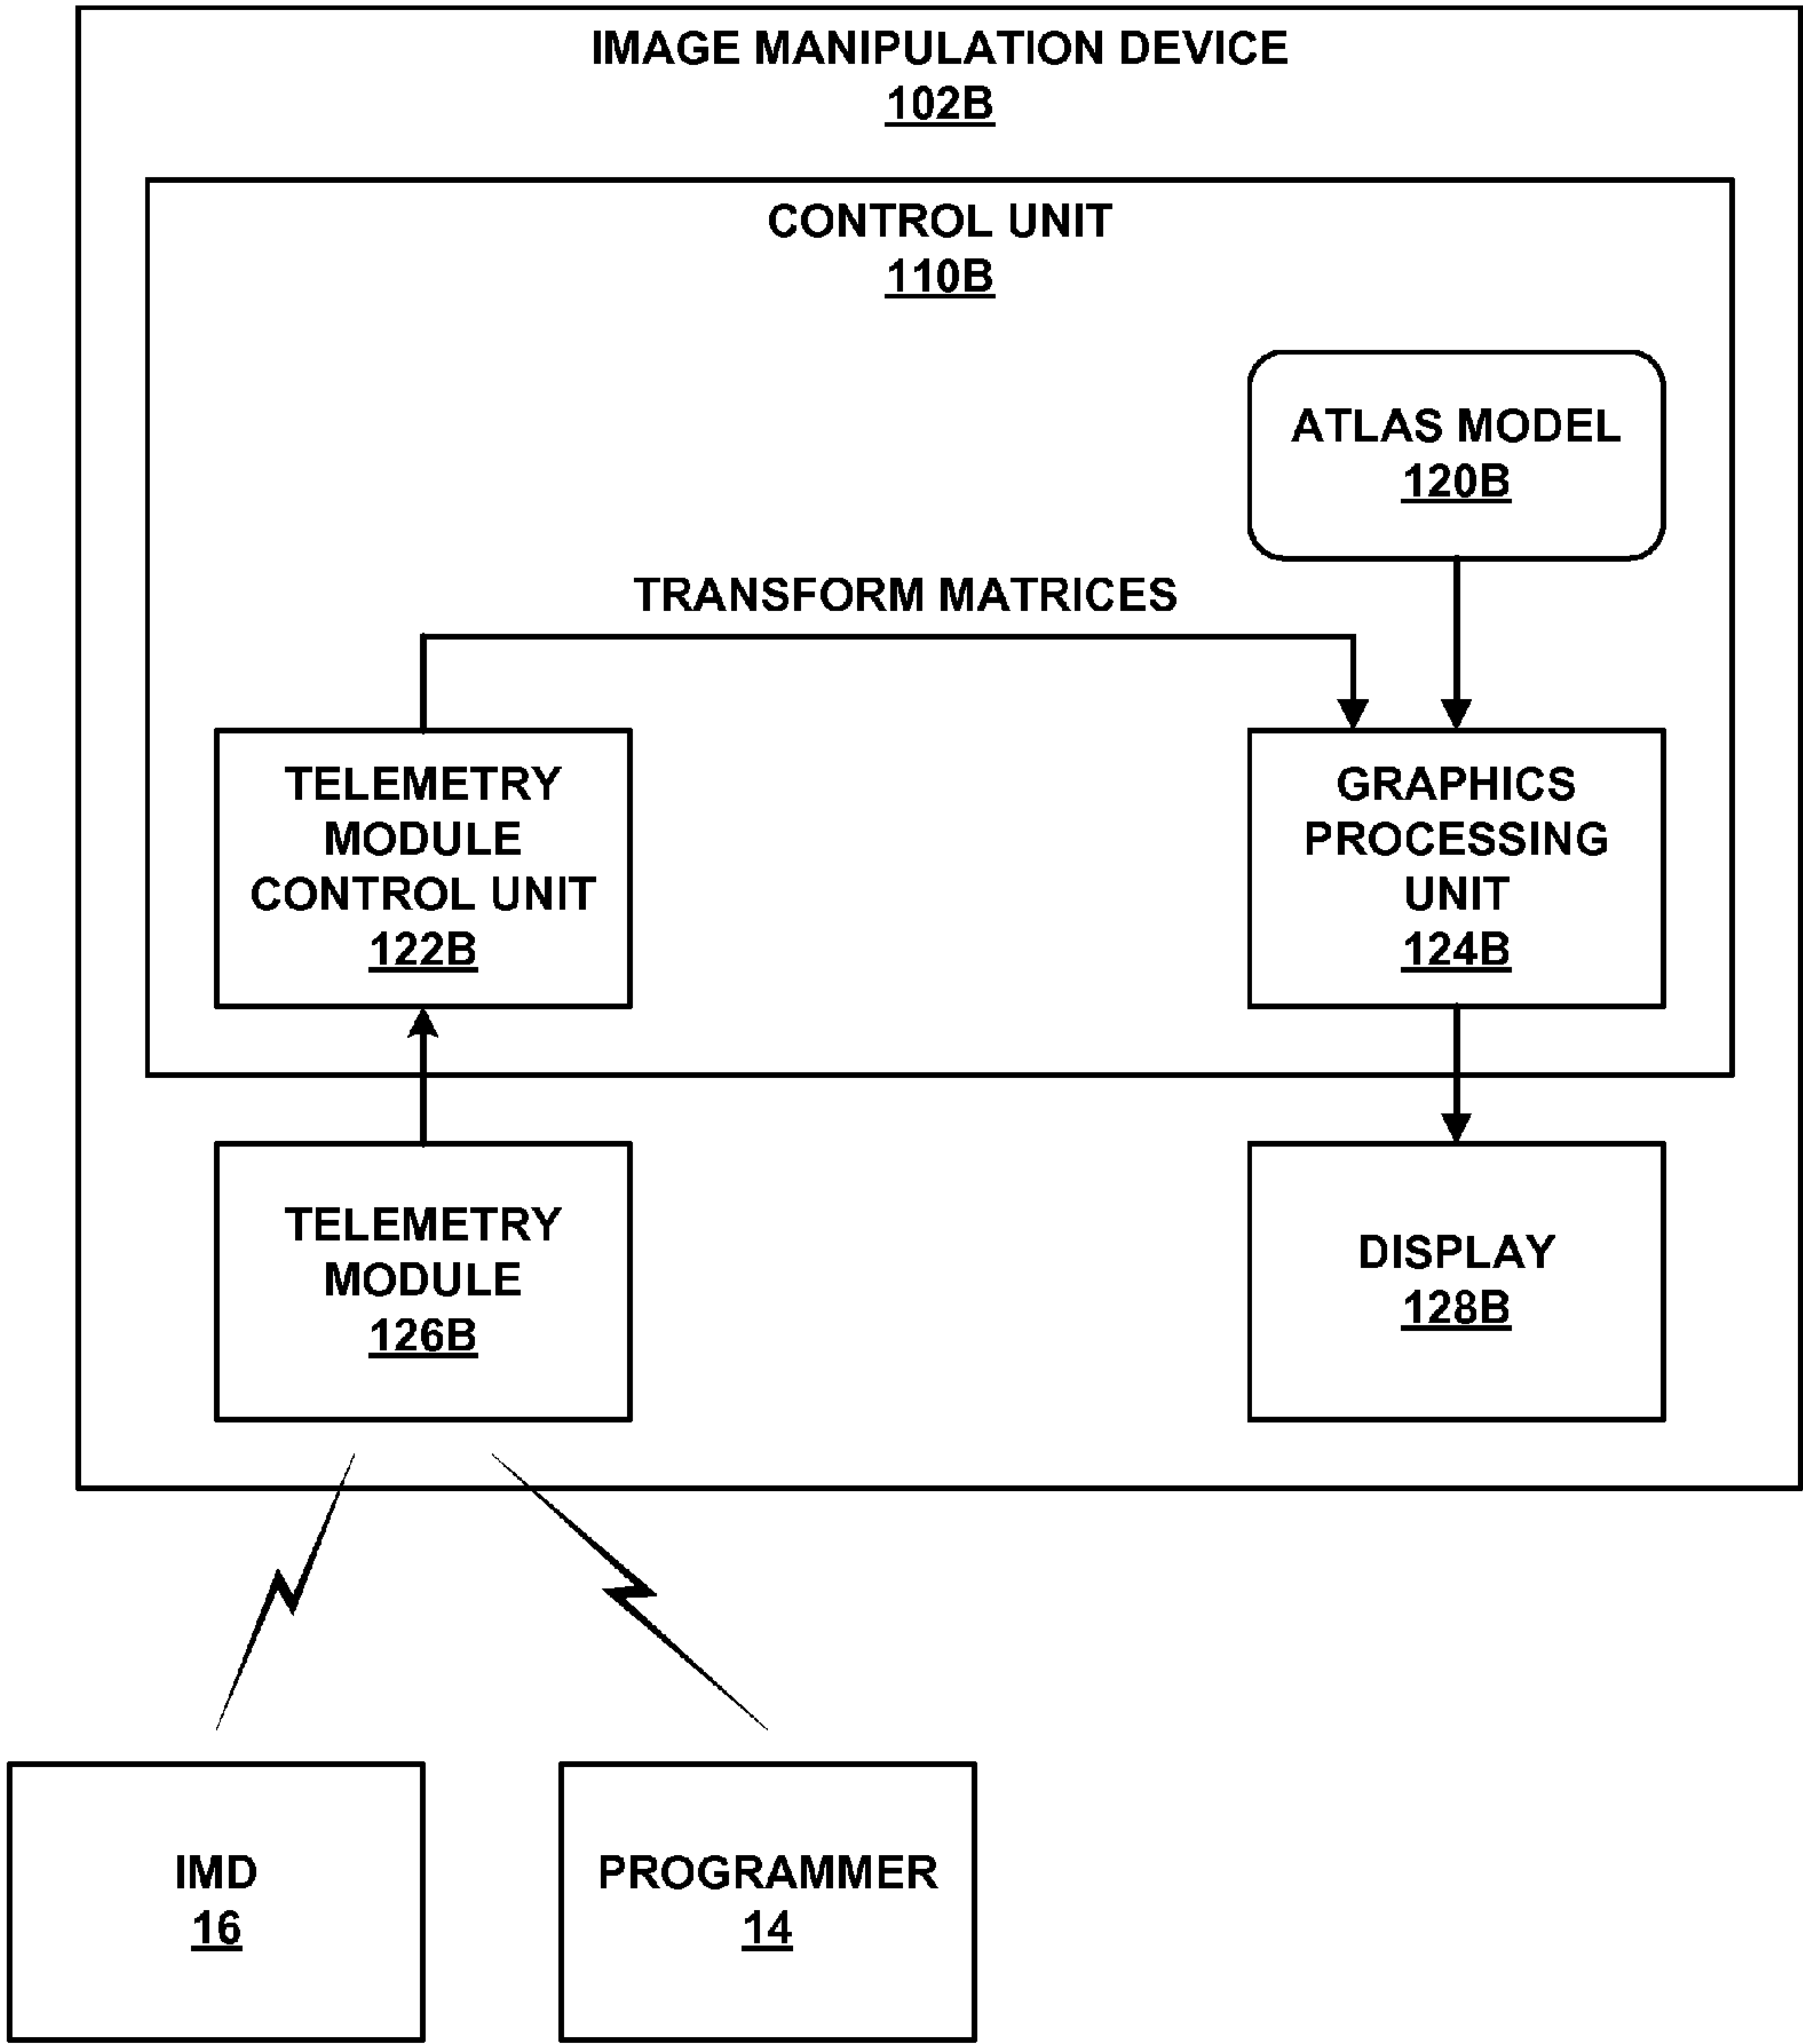 IMAGE MANIPULATION DEVICE
102B
CONTROL UNIT
110B
ATLAS MODEL
120B
TRANSFORM MATRICES
TELEMETRY
MODULE
CONTROL UNIT
122B
GRAPHICS
PROCESSING
UNIT
124B
TELEMETRY
MODULE
126B
DISPLAY
128B
IMD
16
PROGRAMMER
14